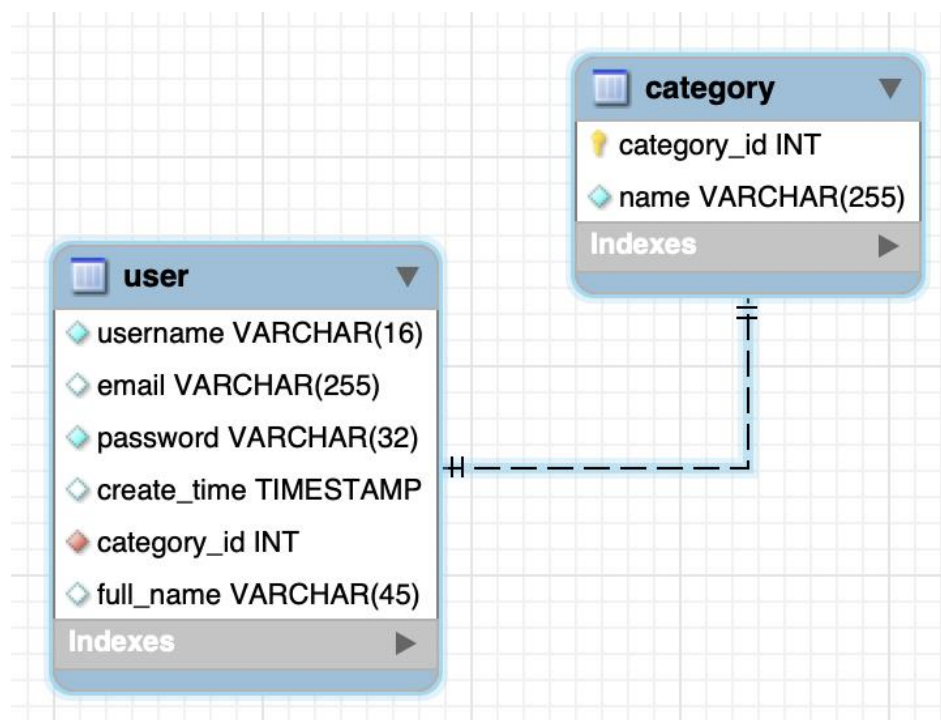 category
category_id INT
name VARCHAR(255)
Indexes
user
username VARCHAR(16)
email VARCHAR(255)
password VARCHAR(32)
create_time TIMESTAMP
category_id INT
full_name VARCHAR(45)
Indexes